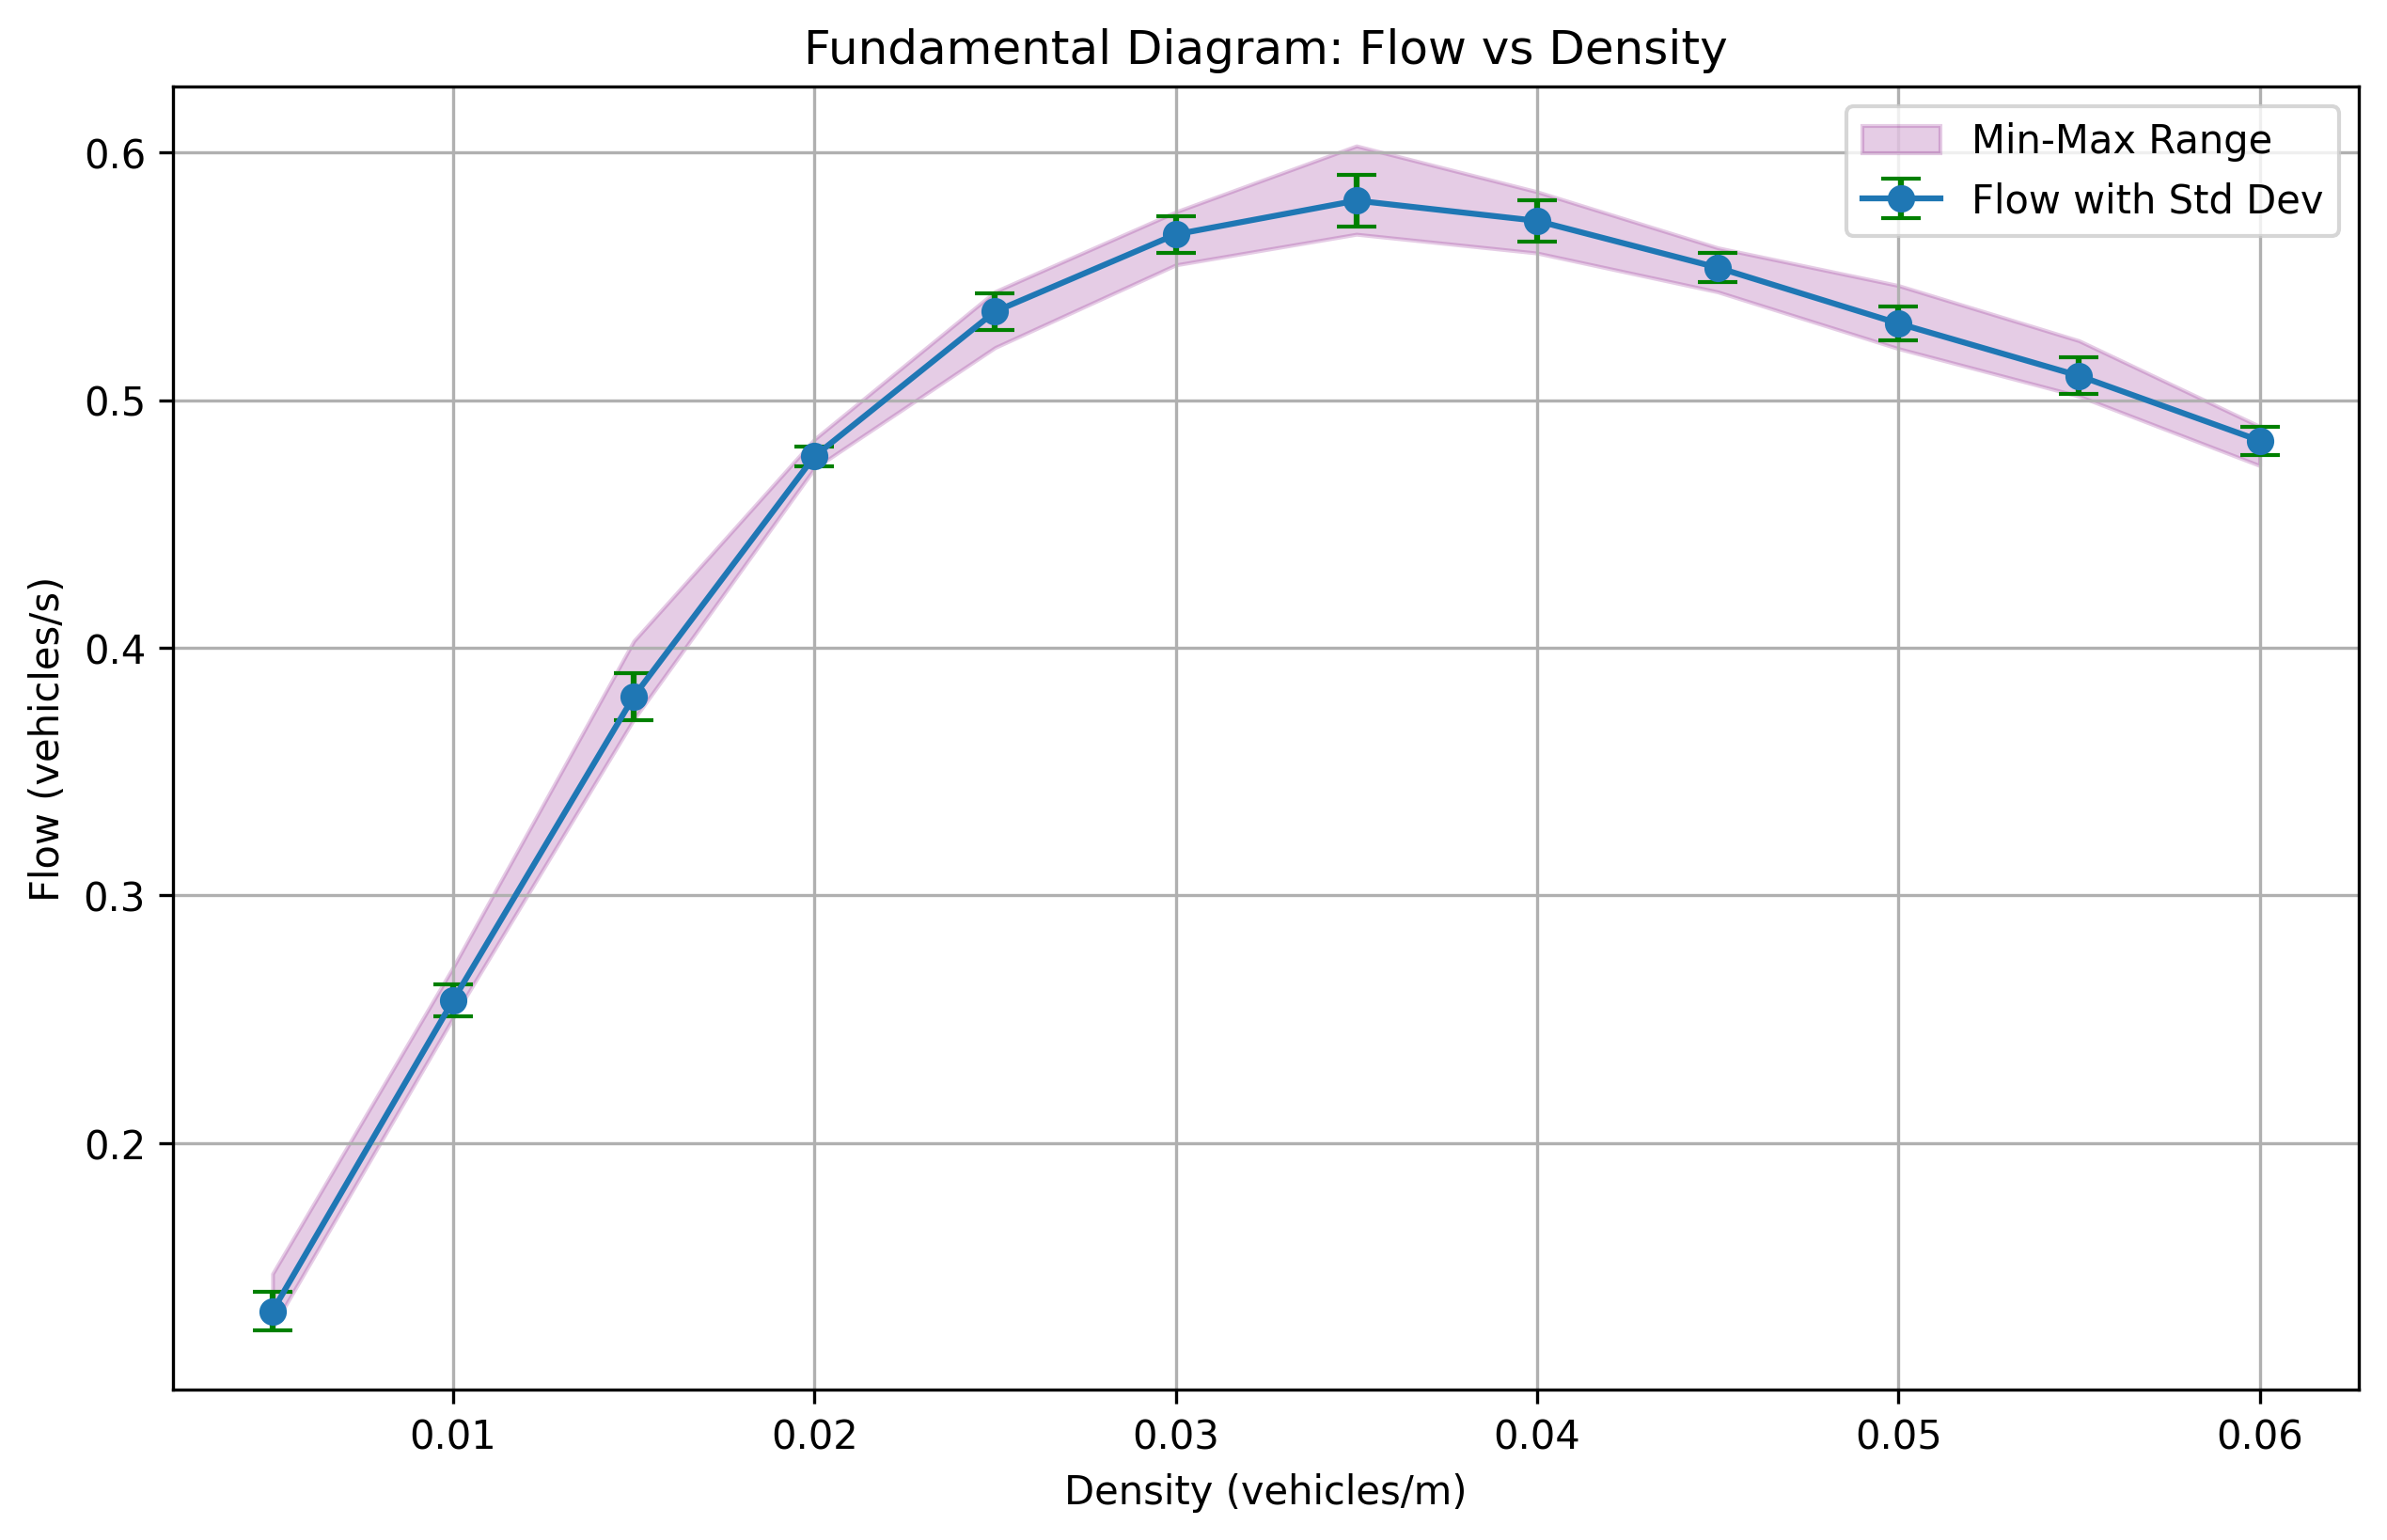 Fundamental Diagram: Flow vs Density
Min-Max Range
Flow with Std Dev
Flow (vehicles/s)
0.6
0.5
0.4
0.3
0.2
0.01 0.02 0.03 0.04 0.05 0.06
Density (vehicles/m)